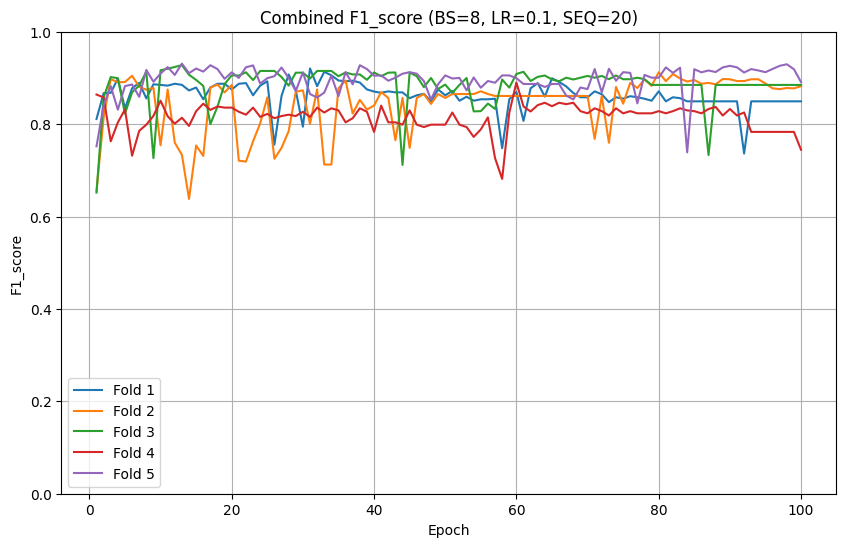 Combined F1_score (BS=8, LR=0.1, SEQ=20)
1.0
0.8
0.6
0.4
0.2
0.0
F1_score
Fold 1
Fold 2
Fold 3
Fold 4
Fold 5
0 20 40 60 80 100
Epoch